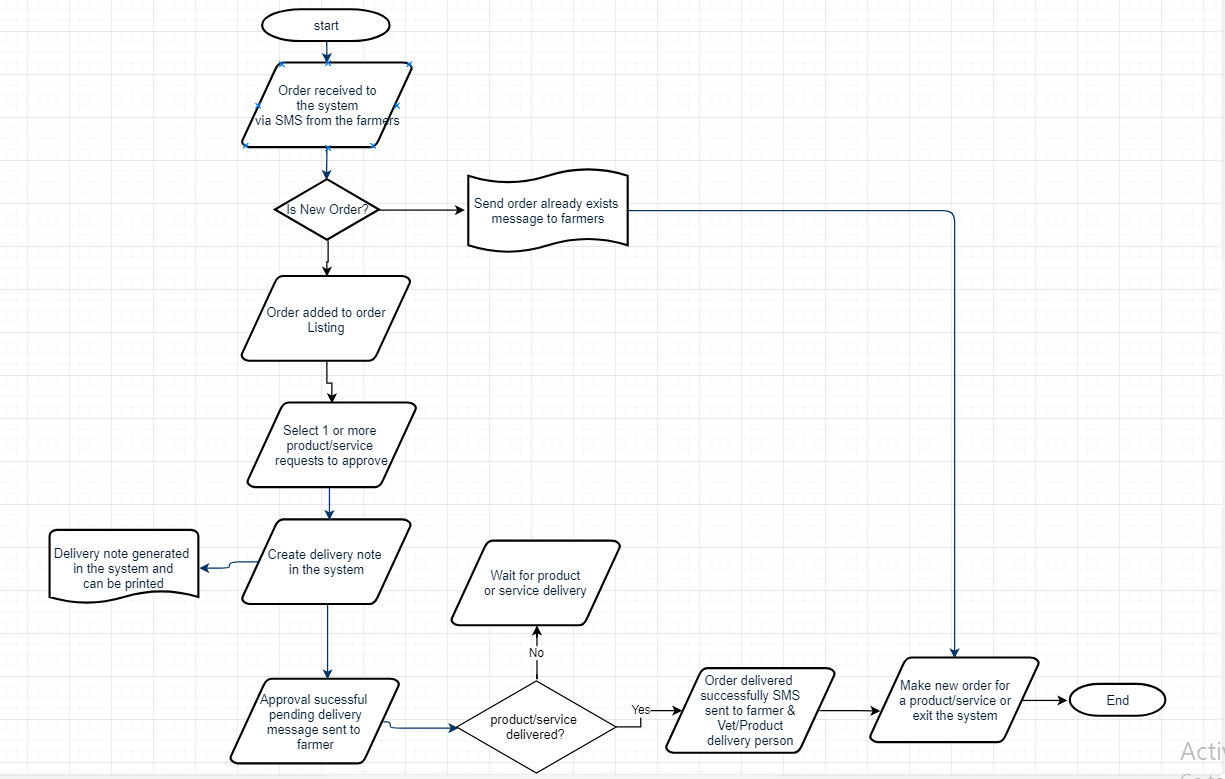 start
Order received to
the system
via SMS from the farmers
Is New Order?
Send order already exists
message to farmers
Order added to order
Listing
Select 1 or more
product/service
requests to approve
Create delivery note
in the system
Delivery note generated
in the system and
can be printed
Wait for product
or service delivery
No
Approval sucessful
pending delivery
message sent to
farmer
product/service
delivered?
Yes
Order delivered
successfully SMS
sent to farmer &
Vet/Product
delivery person
Make new order for
a product/service or
exit the system
End